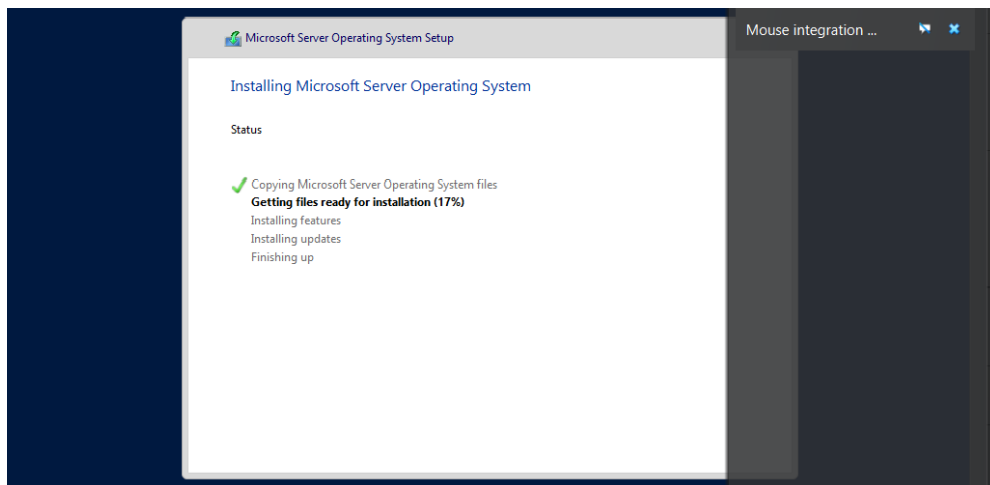 Microsoft Server Operating System Setup
Mouse integration ...
Installing Microsoft Server Operating System
Status
Copying Microsoft Server Operating System files
Getting files ready for installation (17%)
Installing features
Installing updates
Finishing up